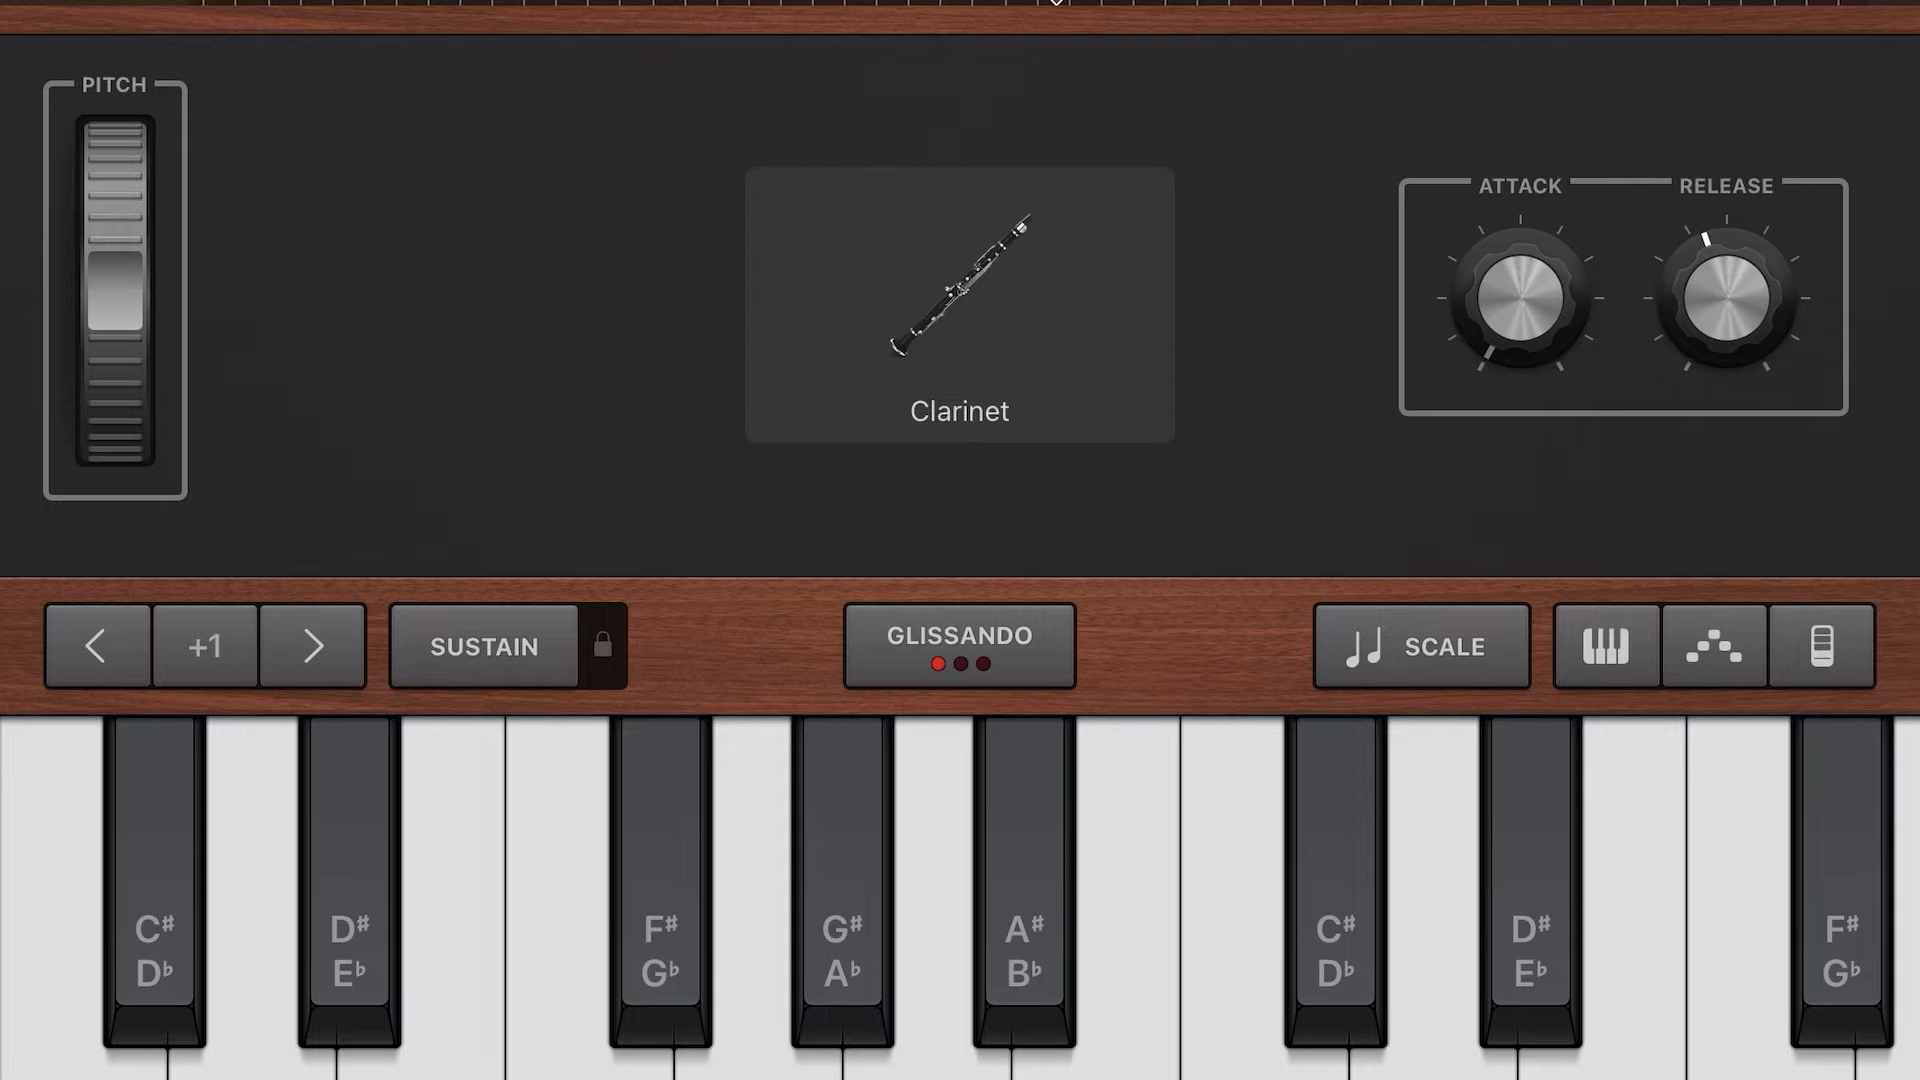 PITCH
ATTACK RELEASE
Clarinet
+1
SUSTAIN
GLISSANDO
SCALE
C♯ D♯ F♯ G♯ A♯ C♯ D♯ F♯
D♭ E♭ G♭ A♭ B♭ D♭ E♭ G♭